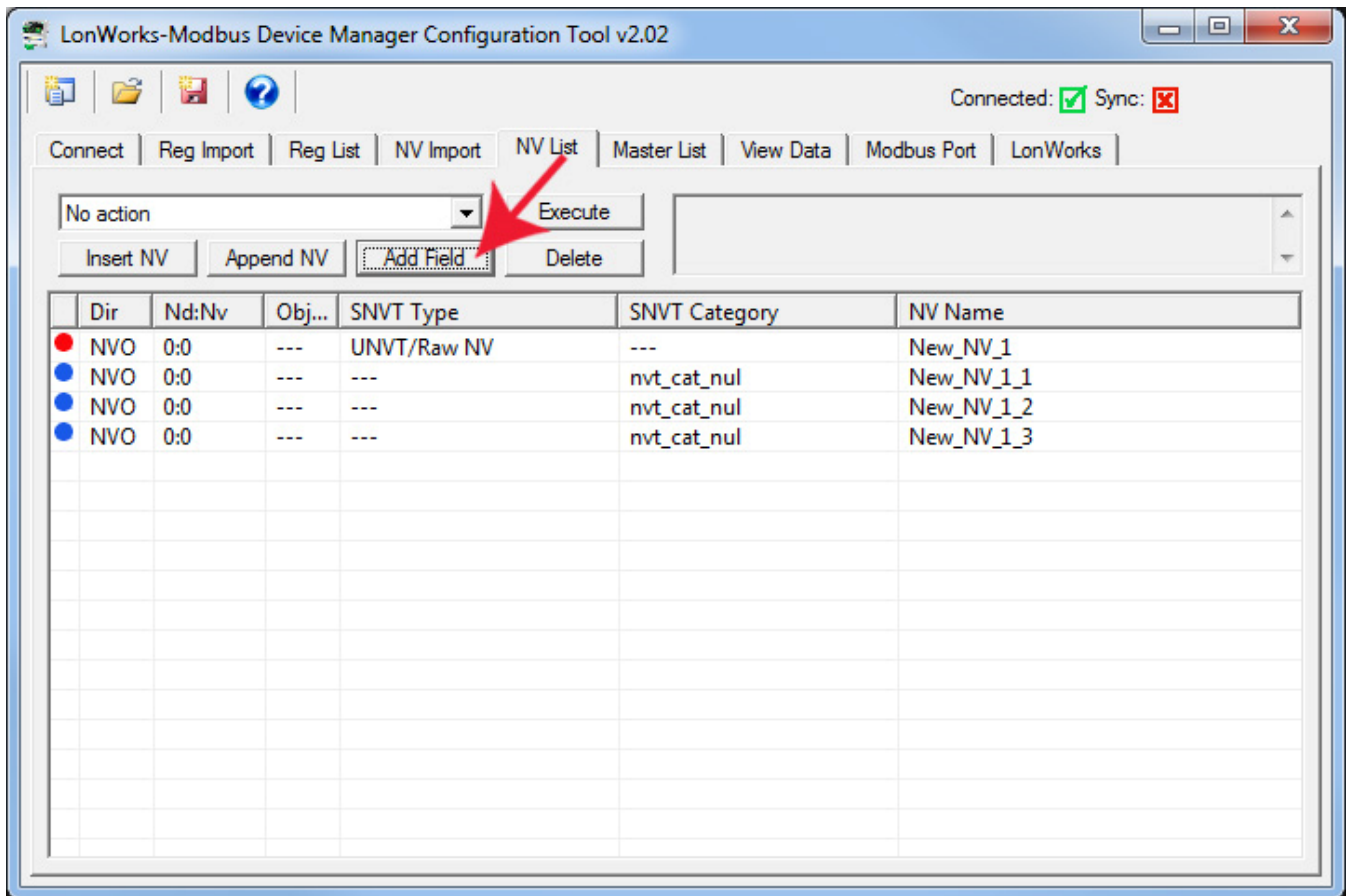 LonWorks-Modbus Device Manager Configuration Tool v2.02
Connected: Sync:
Connect Reg Import Reg List NV Import NV List Master List View Data Modbus Port LonWorks
No action Execute
Insert NV Append NV Add Field Delete
Dir Nd:Nv Obj... SNVT Type SNVT Category NV Name
NVO 0:0 --- UNVT/Raw NV --- New_NV_1
NVO 0:0 --- --- nvt_cat_nul New_NV_1_1
NVO 0:0 --- --- nvt_cat_nul New_NV_1_2
NVO 0:0 --- --- nvt_cat_nul New_NV_1_3